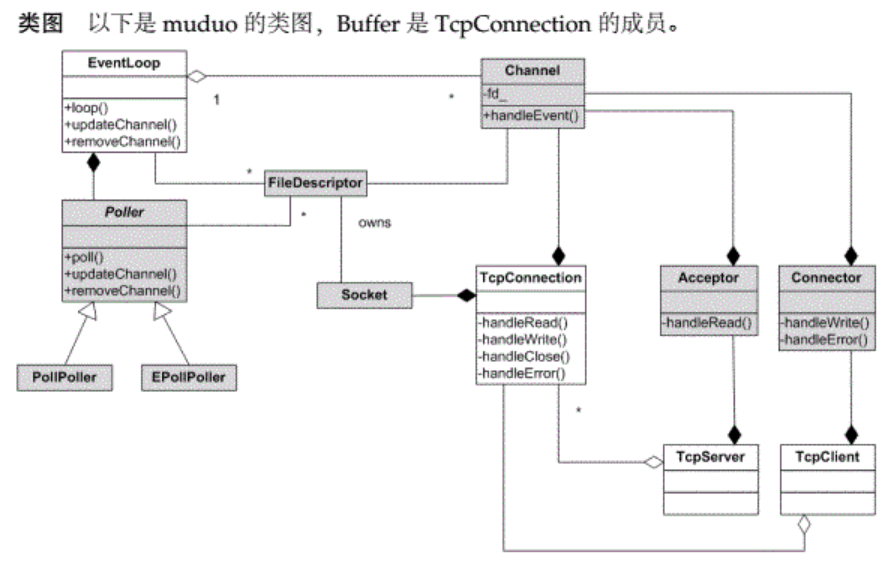 类图 以下是 muduo 的类图，Buffer 是 TcpConnection 的成员。
EventLoop
+loop()
+updateChannel()
+removeChannel()
1
*
Channel
-fd_
+handleEvent()
*
FileDescriptor
*
owns
Poller
+poll()
+updateChannel()
+removeChannel()
Socket
TcpConnection
-handleRead()
-handleWrite()
-handleClose()
-handleError()
Acceptor
-handleRead()
Connector
-handleWrite()
-handleError()
PollPoller
EPollPoller
*
TcpServer
TcpClient